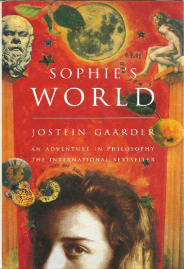 SOPHIE'S
WORLD
JOSTEIN GAARDER
AN ADVENTURE IN PHILOSOPHY
THE INTERNATIONAL BESTSELLER